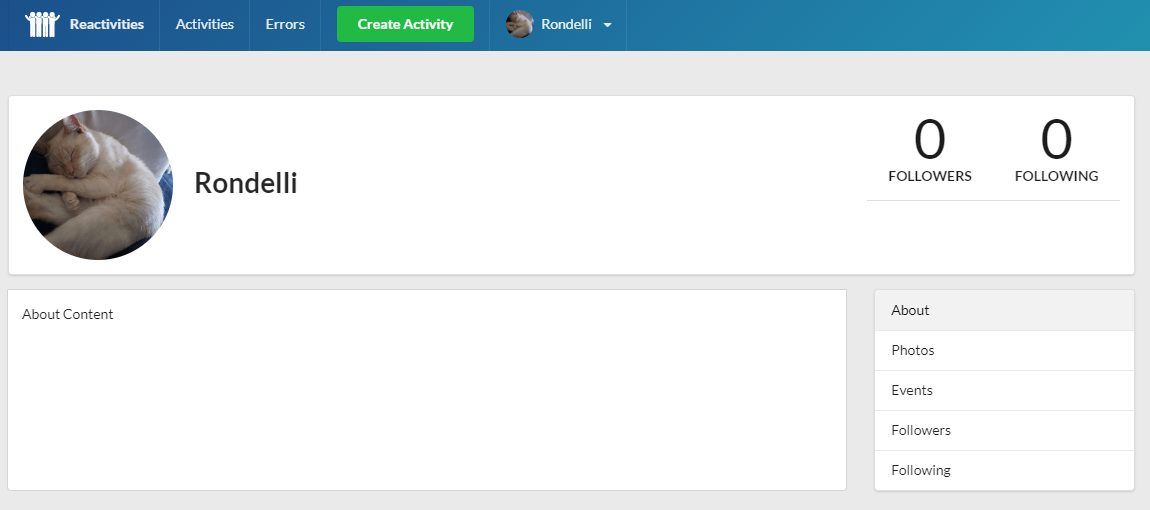 Reactivities Activities Errors Create Activity Rondelli
Rondelli
0 0
FOLLOWERS FOLLOWING
About Content
About
Photos
Events
Followers
Following